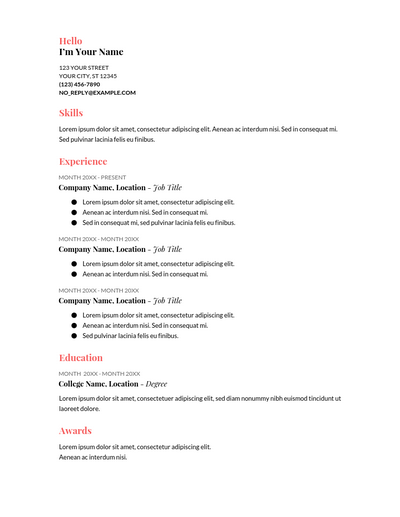 Hello
I'm Your Name
123 YOUR STREET
YOUR CITY, ST 12345
(123) 456-7890
NO_REPLY@EXAMPLE.COM
Skills
Lorem ipsum dolor sit amet, consectetur adipiscing elit. Aenean ac interdum nisi. Sed in consequat mi.
Sed pulvinar lacinia felis eu finibus.
Experience
MONTH 20XX - PRESENT
Company Name, Location - Job Title
● Lorem ipsum dolor sit amet, consectetur adipiscing elit.
● Aenean ac interdum nisi. Sed in consequat mi.
● Sed in consequat mi, sed pulvinar lacinia felis eu finibus.
MONTH 20XX - MONTH 20XX
Company Name, Location - Job Title
● Lorem ipsum dolor sit amet, consectetur adipiscing elit.
● Aenean ac interdum nisi. Sed in consequat mi.
MONTH 20XX - MONTH 20XX
Company Name, Location - Job Title
● Lorem ipsum dolor sit amet, consectetur adipiscing elit.
● Aenean ac interdum nisi. Sed in consequat mi.
● Sed pulvinar lacinia felis eu finibus.
Education
MONTH 20XX - MONTH 20XX
College Name, Location - Degree
Lorem ipsum dolor sit amet, consectetuer adipiscing elit, sed diam nonummy nibh euismod tincidunt ut
laoreet dolore.
Awards
Lorem ipsum dolor sit amet, consectetur adipiscing elit.
Aenean ac interdum nisi.